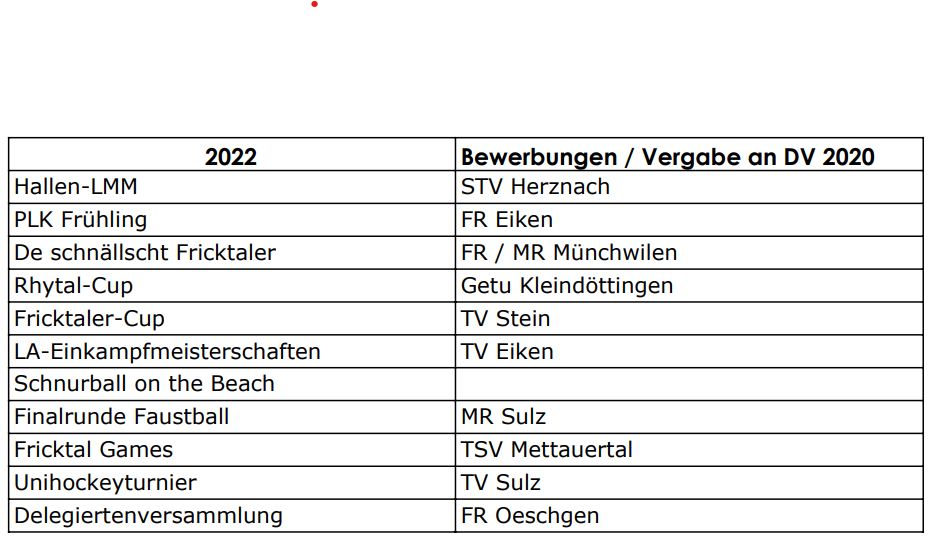 2022 Bewerbungen / Vergabe an DV 2020
Hallen-LMM STV Herznach
PLK Frühling FR Eiken
De schnällscht Fricktaler FR / MR Münchwilen
Rhytal-Cup Getu Kleindöttingen
Fricktaler-Cup TV Stein
LA-Einkampfmeisterschaften TV Eiken
Schnurball on the Beach
Finalrunde Faustball MR Sulz
Fricktal Games TSV Mettauertal
Unihockeyturnier TV Sulz
Delegiertenversammlung FR Oeschgen